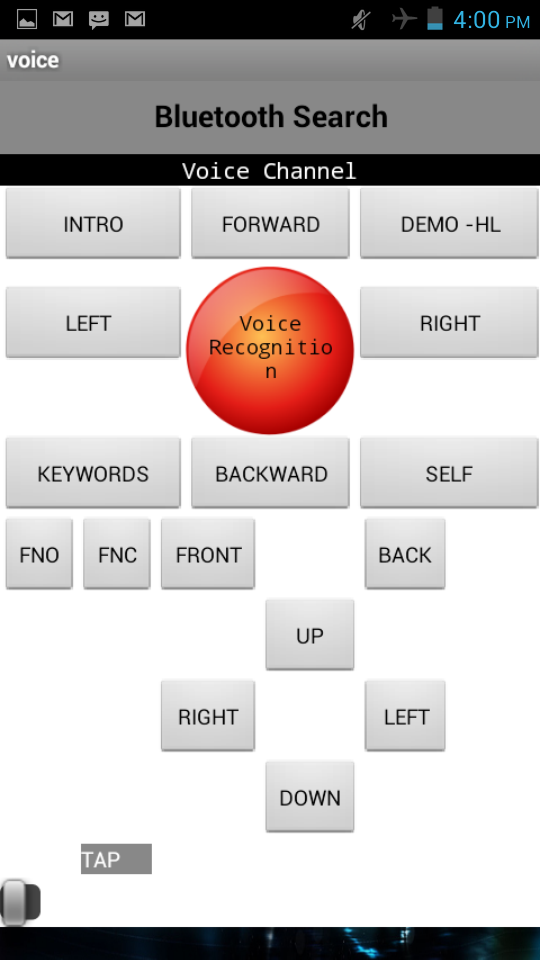 4:00 PM
voice
Bluetooth Search
Voice Channel
INTRO FORWARD DEMO -HL
LEFT
Voice
Recognitio
n
RIGHT
KEYWORDS BACKWARD SELF
FNO FNC FRONT BACK
UP
RIGHT LEFT
DOWN
TAP